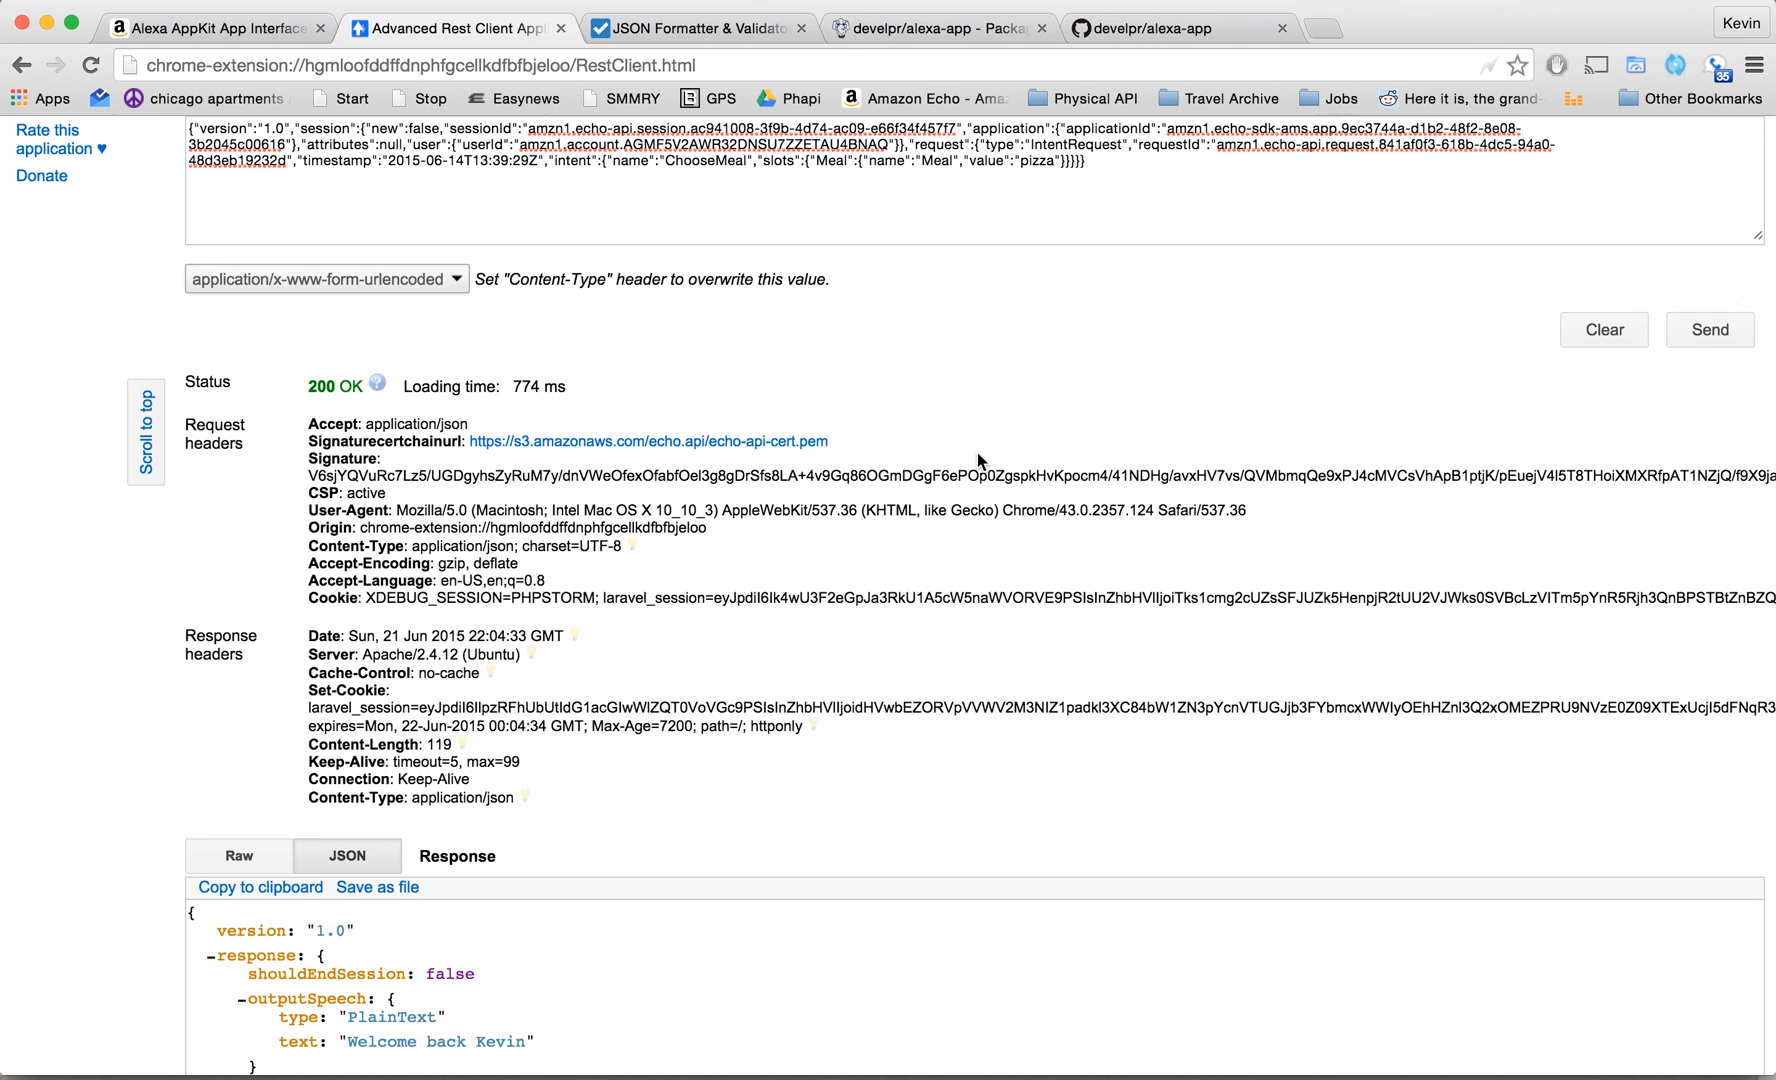 Alexa AppKit App Interface
Advanced Rest Client Appl
JSON Formatter & Validato
develpr/alexa-app - Packa
develpr/alexa-app
Kevin
chrome-extension://hgmloofddffdnphfgcellkdfbfbjeloo/RestClient.html
35
Apps
chicago apartments
Start
Stop
Easynews
SMMRY
GPS
Phapi
Amazon Echo - Ama
Physical API
Travel Archive
Jobs
Here it is, the grand-
Other Bookmarks
Rate this
application ♥
Donate
{"version":"1.0","session":{"new":false,"sessionId":"amzn1.echo-api.session.ac941008-3f9b-4d74-ac09-e66f34f457f7","application":{"applicationId":"amzn1.echo-sdk-ams.app.9ec3744a-d1b2-48f2-8e08-
3b2045c00616"},"attributes":null,"user":{"userId":"amzn1.account.AGMF5V2AWR32DNSU7ZZETAU4BNAQ"}},"request":{"type":"IntentRequest","requestId":"amzn1.echo-api.request.841af0f3-618b-4dc5-94a0-
48d3eb19232d","timestamp":"2015-06-14T13:39:29Z","intent":{"name":"ChooseMeal","slots":{"Meal":{"name":"Meal","value":"pizza"}}}}}
application/x-www-form-urlencoded
Set "Content-Type" header to overwrite this value.
Clear
Send
Scroll to top
Status
200 OK
Loading time: 774 ms
Request
headers
Accept: application/json
Signaturecertchainurl: https://s3.amazonaws.com/echo.api/echo-api-cert.pem
Signature:
CSP: active
User-Agent: Mozilla/5.0 (Macintosh; Intel Mac OS X 10_10_3) AppleWebKit/537.36 (KHTML, like Gecko) Chrome/43.0.2357.124 Safari/537.36
Origin: chrome-extension://hgmloofddffdnphfgcellkdfbfbjeloo
Content-Type: application/json; charset=UTF-8
Accept-Encoding: gzip, deflate
Accept-Language: en-US,en;q=0.8
Cookie: XDEBUG_SESSION=PHPSTORM;
Response
headers
Date: Sun, 21 Jun 2015 22:04:33 GMT
Server: Apache/2.4.12 (Ubuntu)
Cache-Control: no-cache
Set-Cookie:
expires=Mon, 22-Jun-2015 00:04:34 GMT; Max-Age=7200; path=/; httponly
Content-Length: 119
Keep-Alive: timeout=5, max=99
Connection: Keep-Alive
Content-Type: application/json
Raw
JSON
Response
Copy to clipboard
Save as file
{
version: "1.0"
-response: {
shouldEndSession: false
-outputSpeech: {
type: "PlainText"
text: "Welcome back Kevin"
}